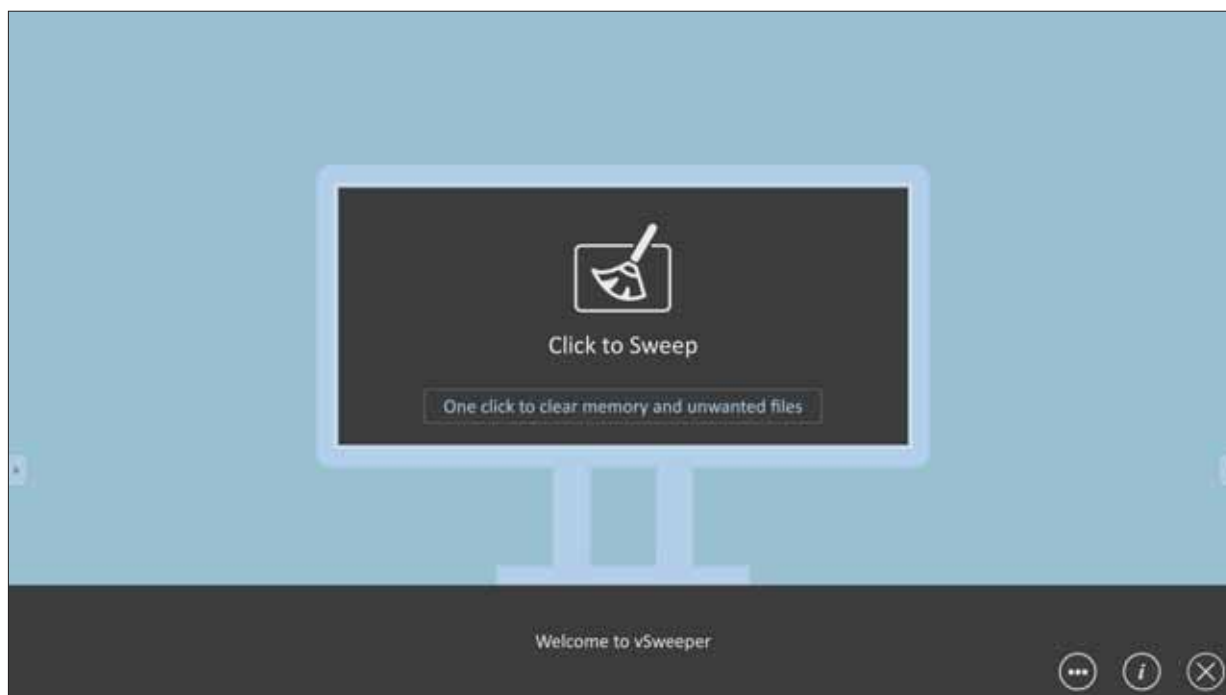 Click to Sweep
One click to clear memory and unwanted files
Welcome to vSweeper
i